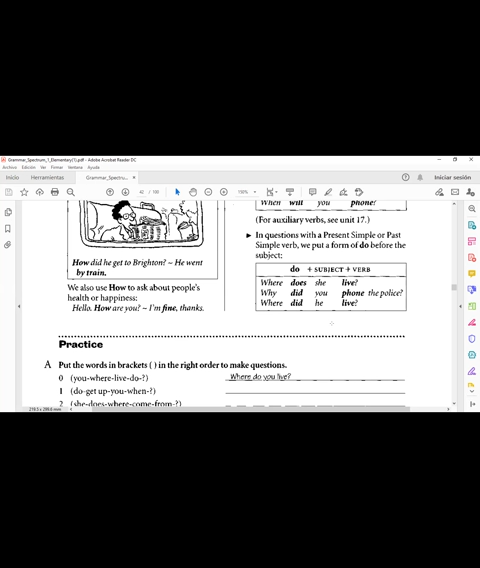 Grammar_Spectrum_1_Elementary(1).pdf - Adobe Acrobat Reader DC
Archivo Edición Ver Firmar Ventana Ayuda
Inicio Herramientas Grammar_Spectrum... × Iniciar sesión
42 / 100 150%
When will you phone?
(For auxiliary verbs, see unit 17.)
How did he get to Brighton? – He went
by train.
We also use How to ask about people's
health or happiness:
Hello. How are you? – I'm fine, thanks.
► In questions with a Present Simple or Past
Simple verb, we put a form of do before the
subject:
do + SUBJECT + VERB
Where does she live?
Why did you phone the police?
Where did he live?
Practice
A Put the words in brackets ( ) in the right order to make questions.
0 (you-where-live-do-?) Where do you live?
1 (do-get up-you-when-?)
2 (she-does-where-come from-?)